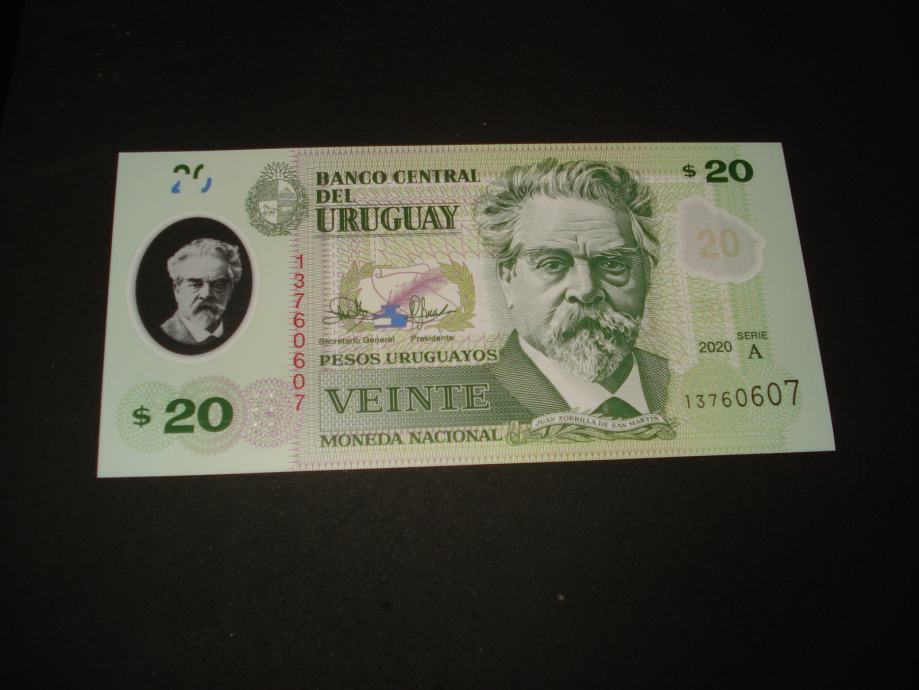 20
BANCO CENTRAL
DEL
URUGUAY
$ 20
20
13760607
Secretario General Presidente
PESOS URUGUAYOS
2020 SERIE A
VEINTE
13760607
$ 20
JUAN ZORRILLA DE SAN MARTIN
MONEDA NACIONAL